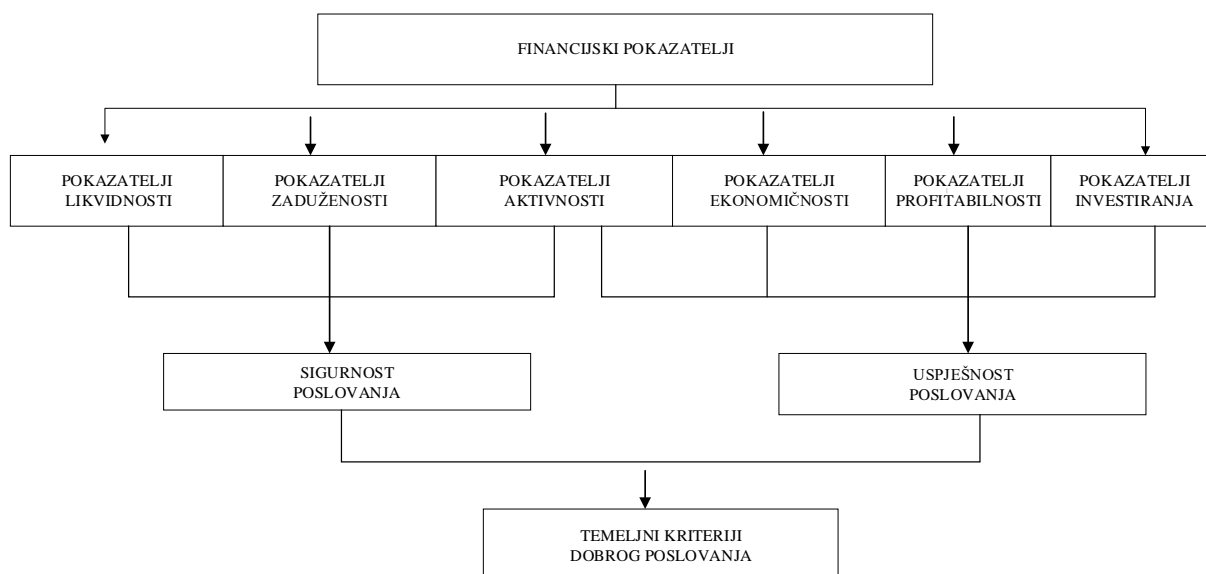 FINANCIJSKI POKAZATELJI
POKAZATELJI
LIKVIDNOSTI
POKAZATELJI
ZADUŽENOSTI
POKAZATELJI
AKTIVNOSTI
POKAZATELJI
EKONOMIČNOSTI
POKAZATELJI
PROFITABILNOSTI
POKAZATELJI
INVESTIRANJA
SIGURNOST
POSLOVANJA
USPJEŠNOST
POSLOVANJA
TEMELJNI KRITERIJI
DOBROG POSLOVANJA